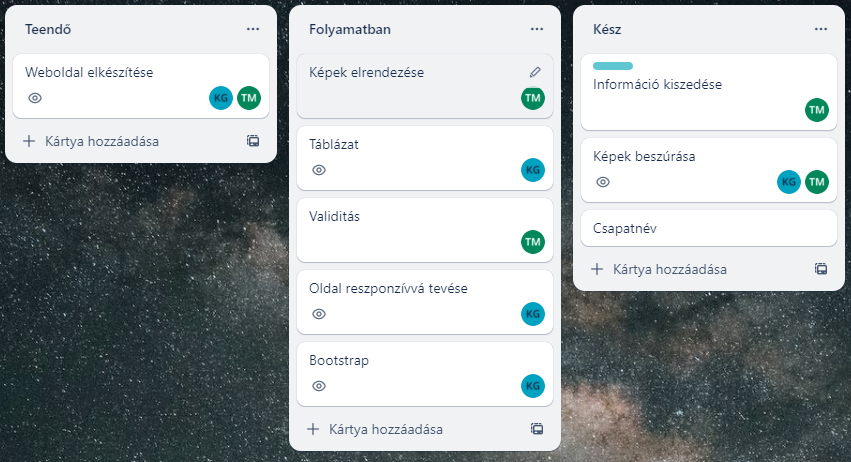 Teendő
Weboldal elkészítése
KG TM
Kártya hozzáadása
Folyamatban
Képek elrendezése
TM
Táblázat
KG
Validitás
TM
Oldal reszponzívvá tevése
KG
Bootstrap
KG
Kártya hozzáadása
Kész
Információ kiszedése
TM
Képek beszúrása
KG TM
Csapatnév
Kártya hozzáadása